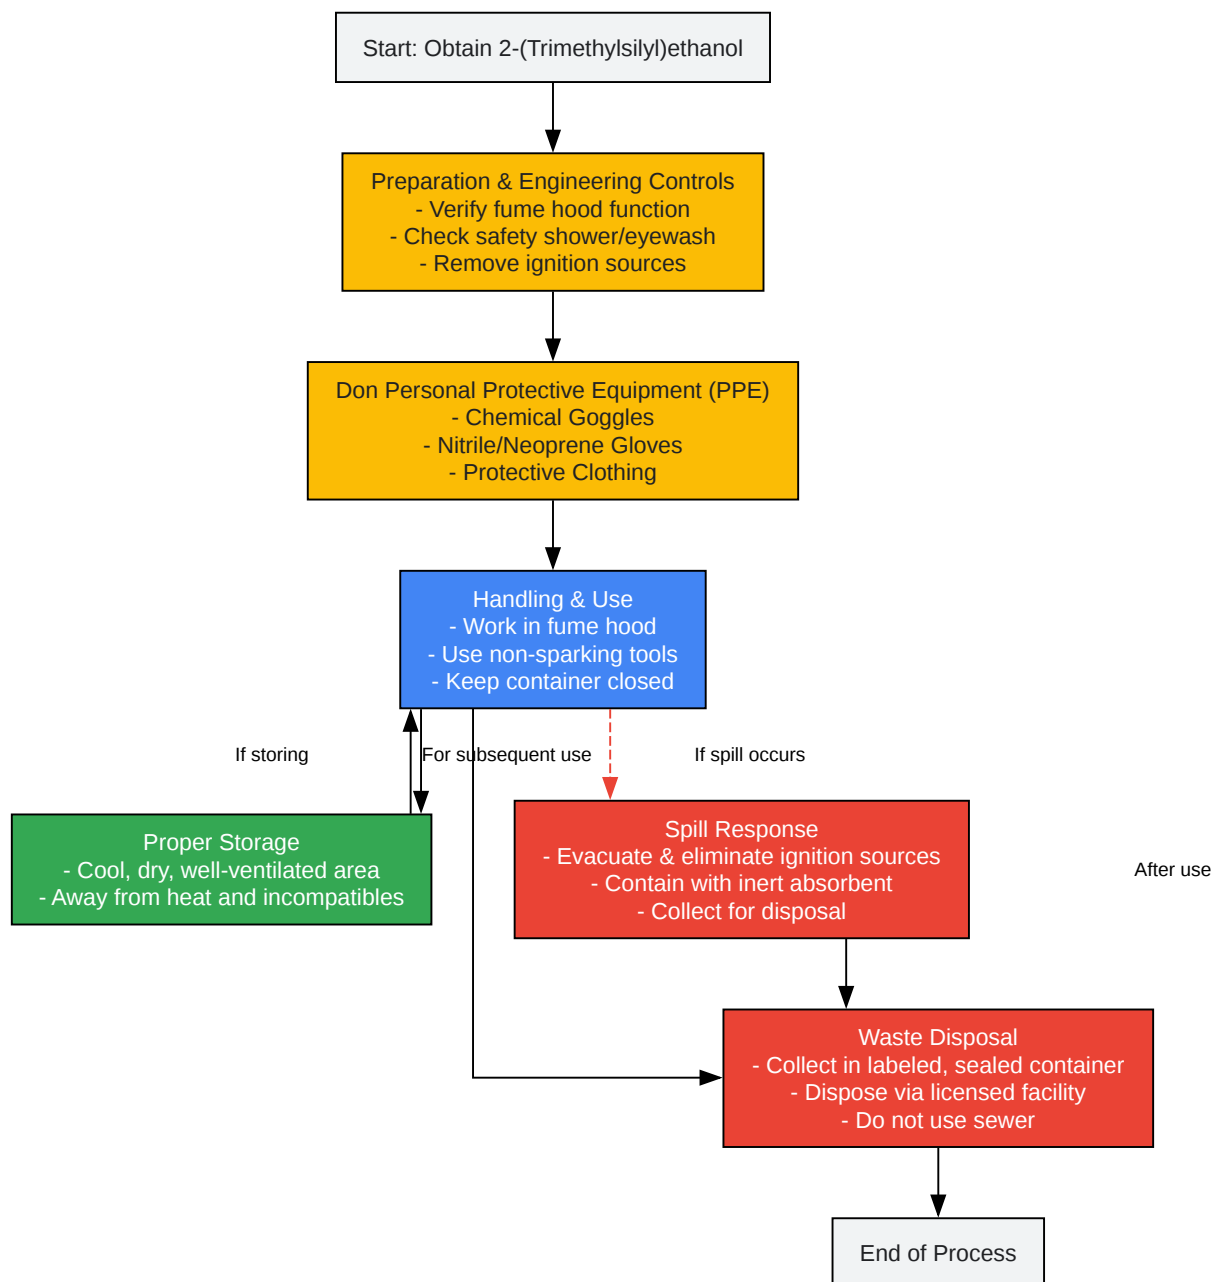 Start: Obtain 2-(Trimethylsilyl)ethanol
Preparation & Engineering Controls
- Verify fume hood function
- Check safety shower/eyewash
- Remove ignition sources
Don Personal Protective Equipment (PPE)
- Chemical Goggles
- Nitrile/Neoprene Gloves
- Protective Clothing
Handling & Use
- Work in fume hood
- Use non-sparking tools
- Keep container closed
If storing
For subsequent use
If spill occurs
Proper Storage
- Cool, dry, well-ventilated area
- Away from heat and incompatibles
Spill Response
- Evacuate & eliminate ignition sources
- Contain with inert absorbent
- Collect for disposal
After use
Waste Disposal
- Collect in labeled, sealed container
- Dispose via licensed facility
- Do not use sewer
End of Process